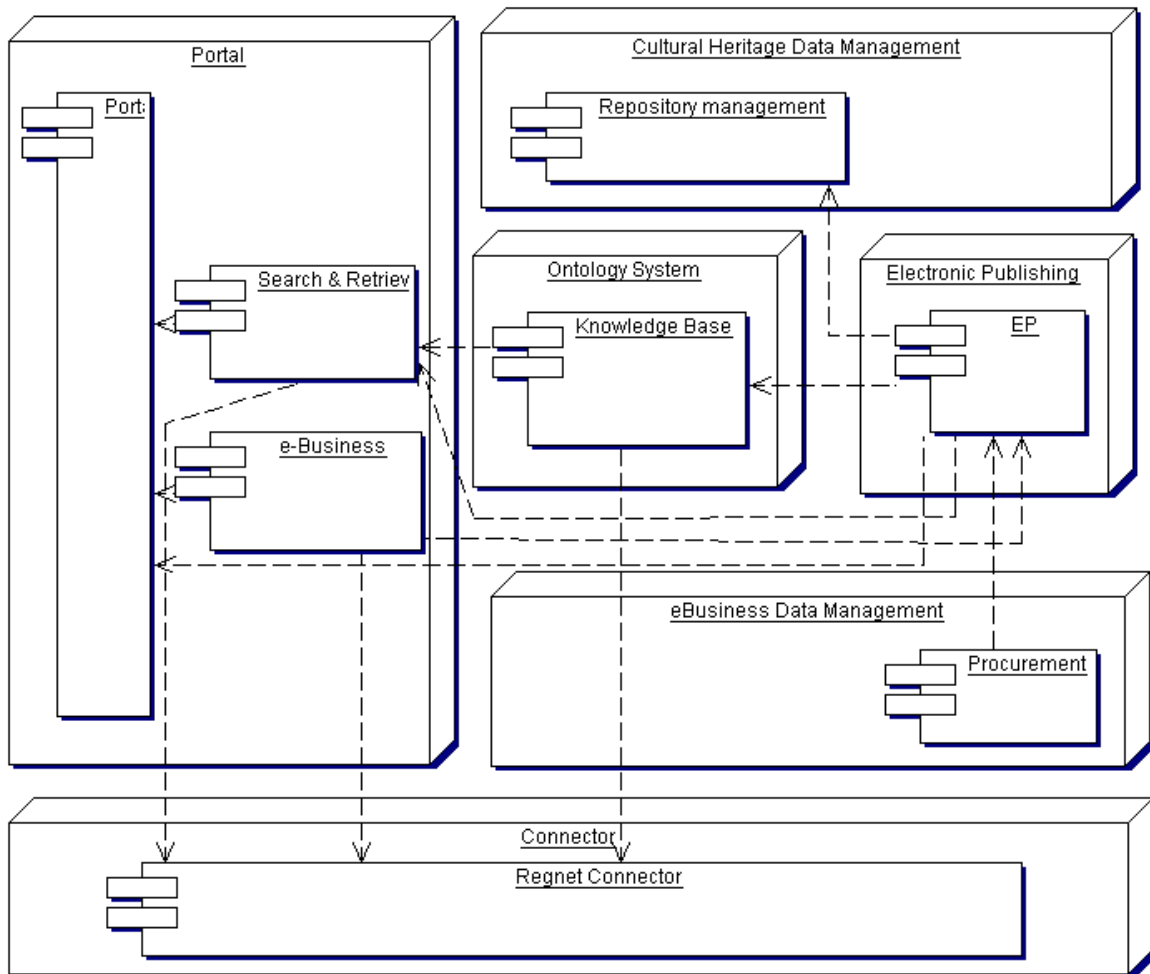 Portal
Porta
Search & Retriev
e-Business
Cultural Heritage Data Management
Repository management
Ontology System
Knowledge Base
Electronic Publishing
EP
eBusiness Data Management
Procurement
Connector
Regnet Connector